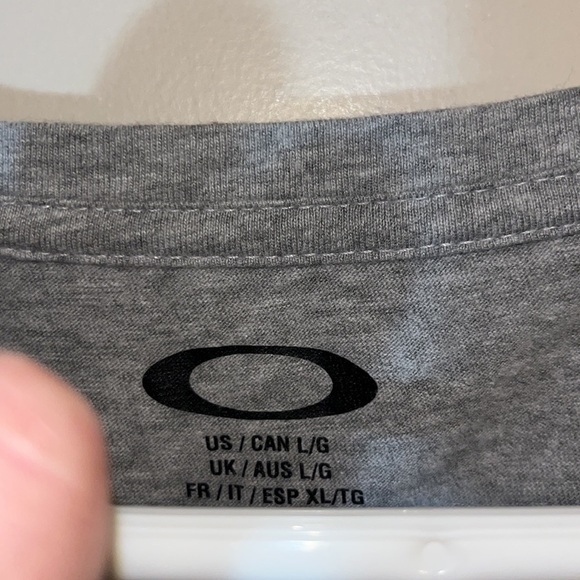 US / CAN L/G
UK / AUS L/G
FR / IT / ESP XL/TG